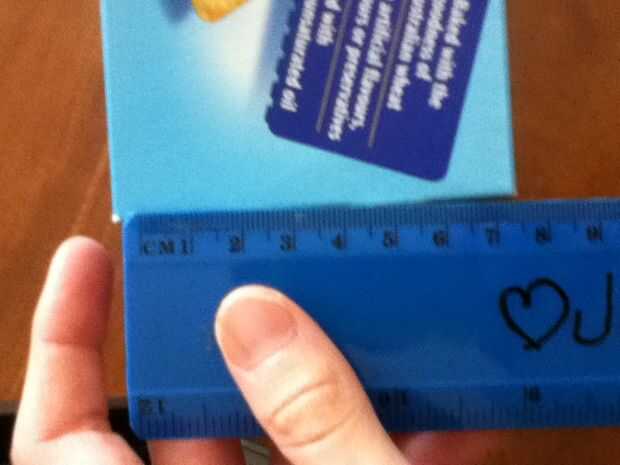 Baked with the
goodness of
Australian wheat
artificial flavours,
colours or preservatives
d with
unsaturated oil
CM 1 2 3 4 5 6 7 8 9
♡ J